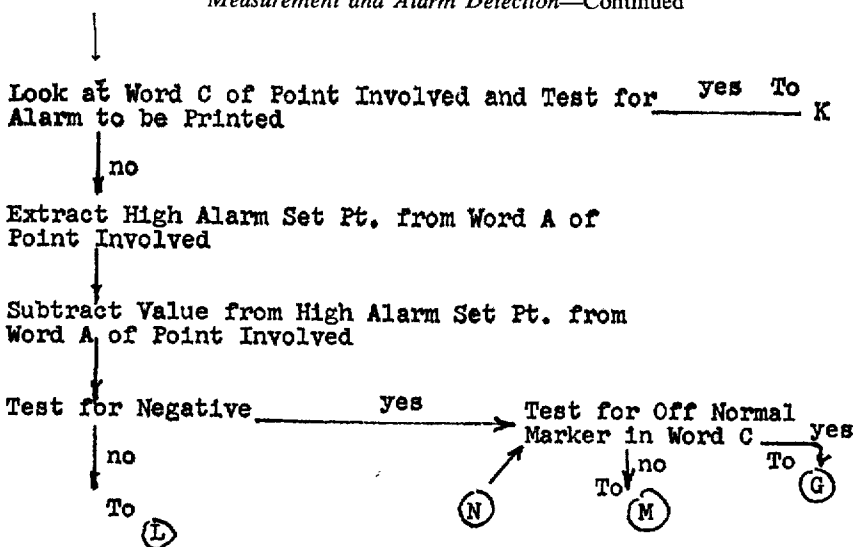 Measurement and Alarm Detection—Continued
Look at Word C of Point Involved and Test for yes To K
Alarm to be Printed
no
Extract High Alarm Set Pt. from Word A of
Point Involved
Subtract Value from High Alarm Set Pt. from
Word A of Point Involved
Test for Negative yes Test for Off Normal
Marker in Word C yes
no
To L
N
no
To M
To G